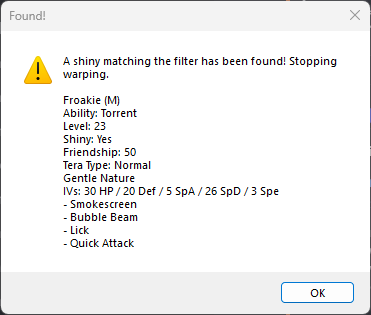 Found!
A shiny matching the filter has been found! Stopping
warping.
Froakie (M)
Ability: Torrent
Level: 23
Shiny: Yes
Friendship: 50
Tera Type: Normal
Gentle Nature
IVs: 30 HP / 20 Def / 5 SpA / 26 SpD / 3 Spe
- Smokescreen
- Bubble Beam
- Lick
- Quick Attack
OK